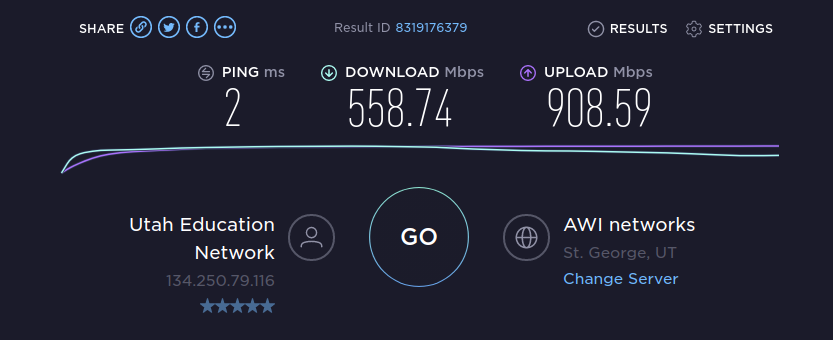 SHARE
Result ID 8319176379
RESULTS
SETTINGS
PING ms
DOWNLOAD Mbps
UPLOAD Mbps
2
558.74
908.59
Utah Education
Network
134.250.79.116
GO
AWI networks
St. George, UT
Change Server